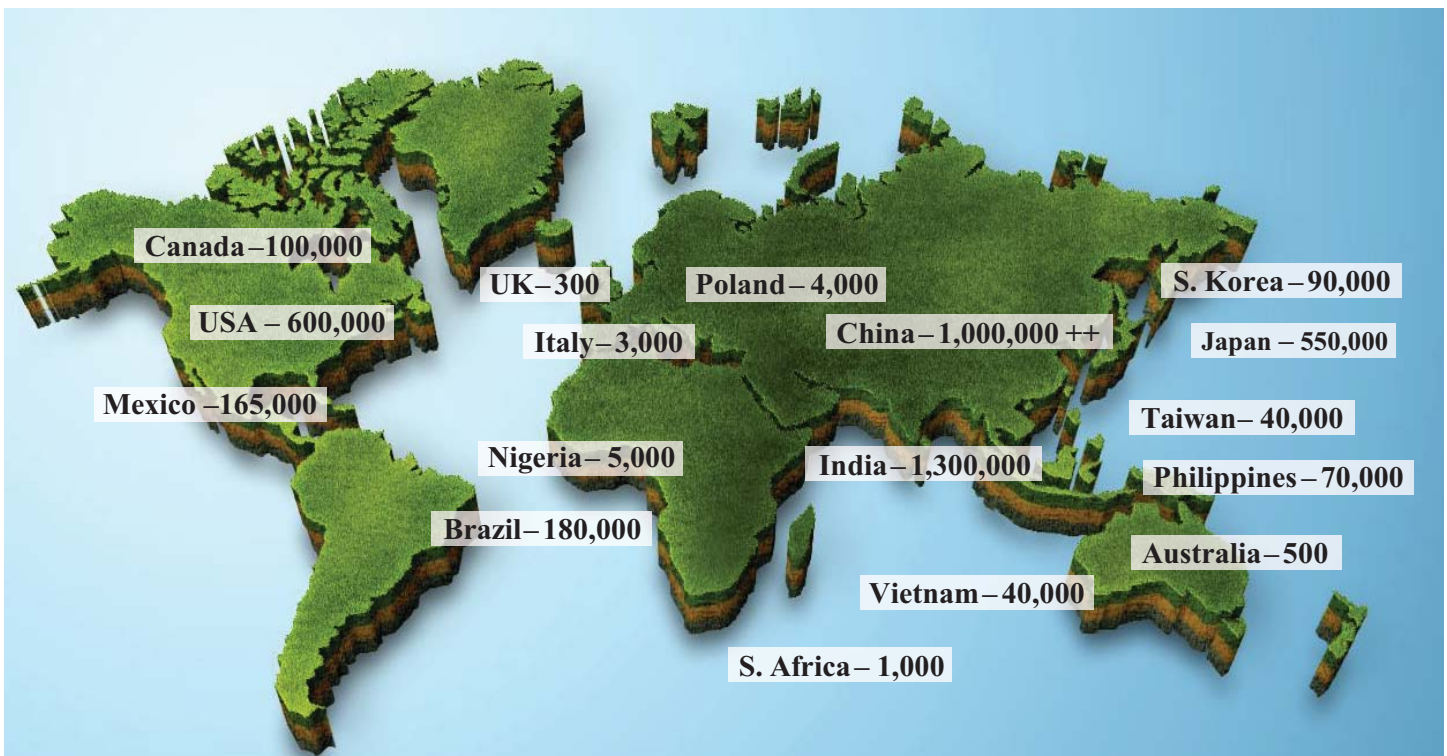 Canada–100,000
UK–300
Poland–4,000
S. Korea–90,000
USA – 600,000
Italy–3,000
China–1,000,000 ++
Japan – 550,000
Mexico –165,000
Taiwan–40,000
Nigeria–5,000
India–1,300,000
Philippines–70,000
Brazil–180,000
Australia–500
Vietnam–40,000
S. Africa–1,000